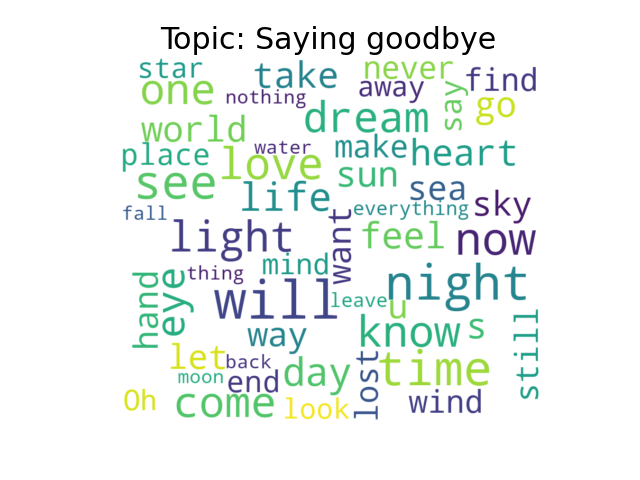 Topic: Saying goodbye
star take never find
one nothing away say go
world dream
water make heart
place love sun
see life sea sky
fall everything
light want feel now
hand eye thing mind night
will leave u
way know s still
let back day lost time
moon end
Oh come look wind